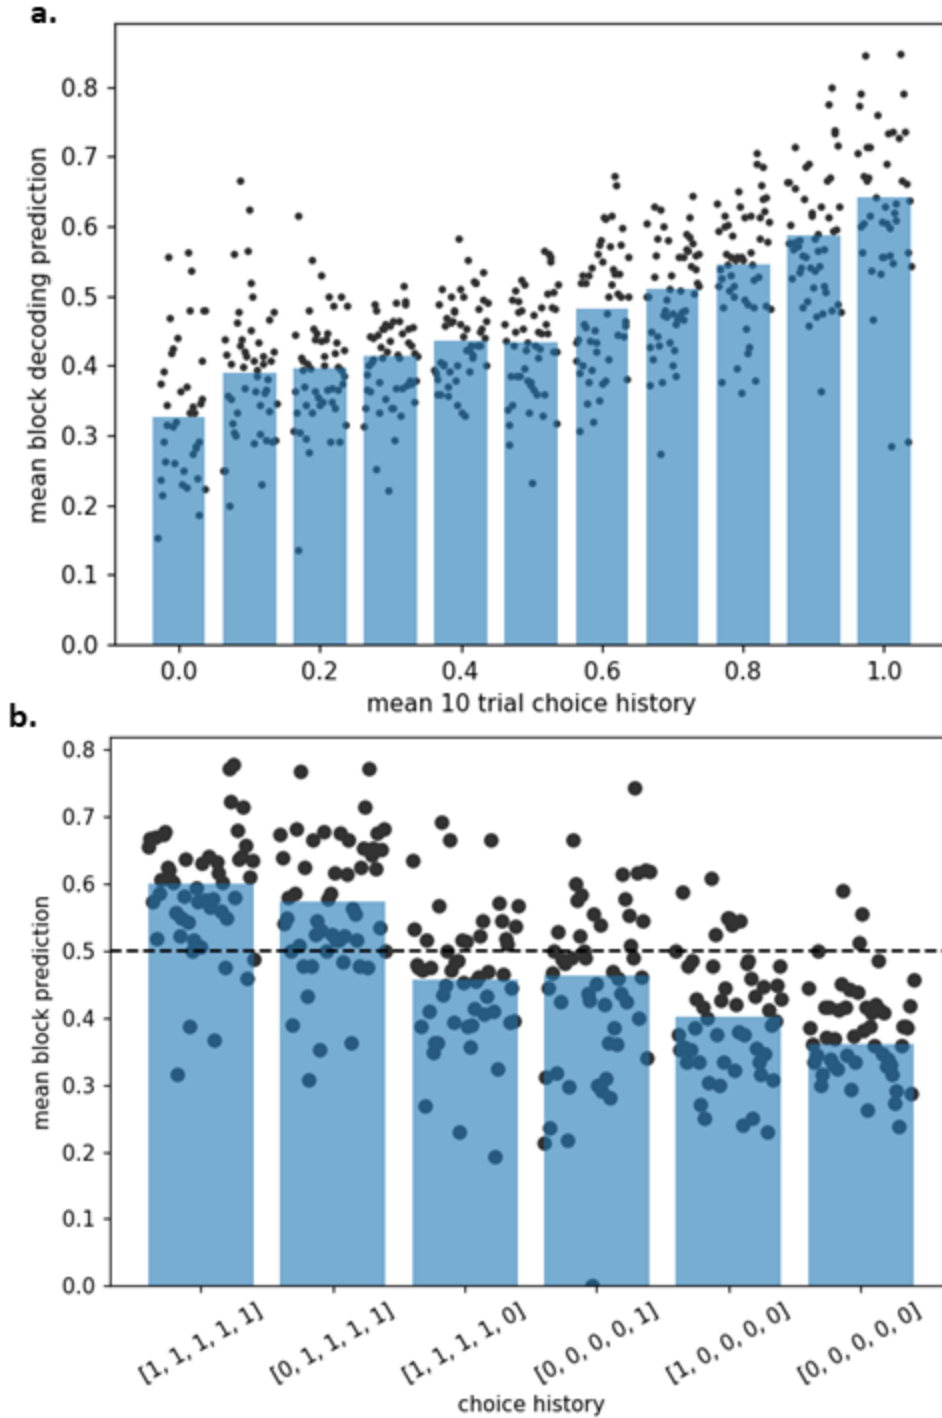 a.
mean block decoding prediction
0.8
0.7
0.6
0.5
0.4
0.3
0.2
0.1
0.0
0.0 0.2 0.4 0.6 0.8 1.0
mean 10 trial choice history
b.
mean block prediction
0.8
0.7
0.6
0.5
0.4
0.3
0.2
0.1
0.0
[1, 1, 1, 1, 1] [0, 1, 1, 1, 1] [1, 1, 1, 1, 0] [0, 0, 0, 0, 1] [1, 0, 0, 0, 0] [0, 0, 0, 0, 0]
choice history